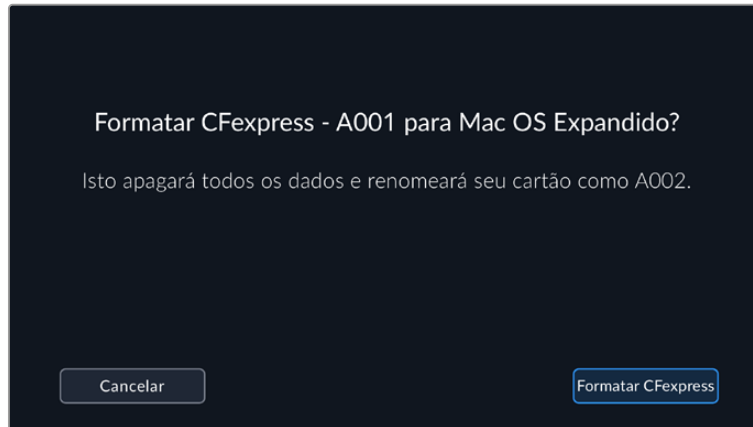 Formatar CFexpress - A001 para Mac OS Expandido?
Isto apagará todos os dados e renomeará seu cartão como A002.
Cancelar
Formatar CFexpress